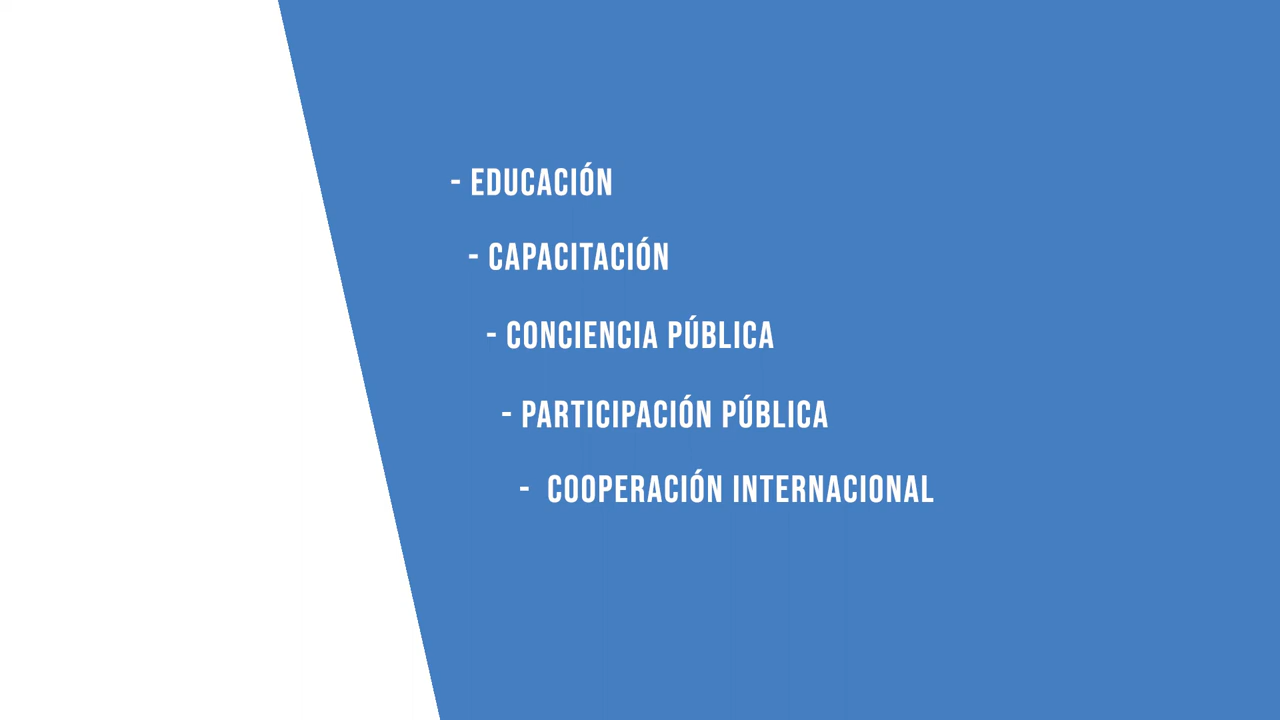 - EDUCACIÓN
- CAPACITACIÓN
- CONCIENCIA PÚBLICA
- PARTICIPACIÓN PÚBLICA
- COOPERACIÓN INTERNACIONAL